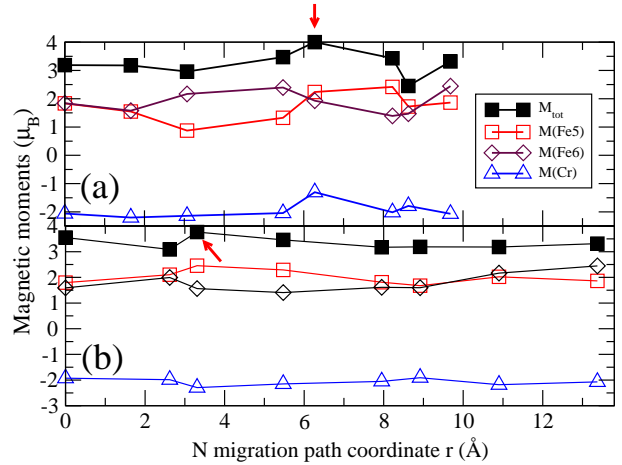 Magnetic moments (μ_B)
4
3
2
1
0
-1
-2
(a)
M_tot
M(Fe5)
M(Fe6)
M(Cr)
4
3
2
1
0
-1
-2
-3
(b)
0 2 4 6 8 10 12
N migration path coordinate r (Å)